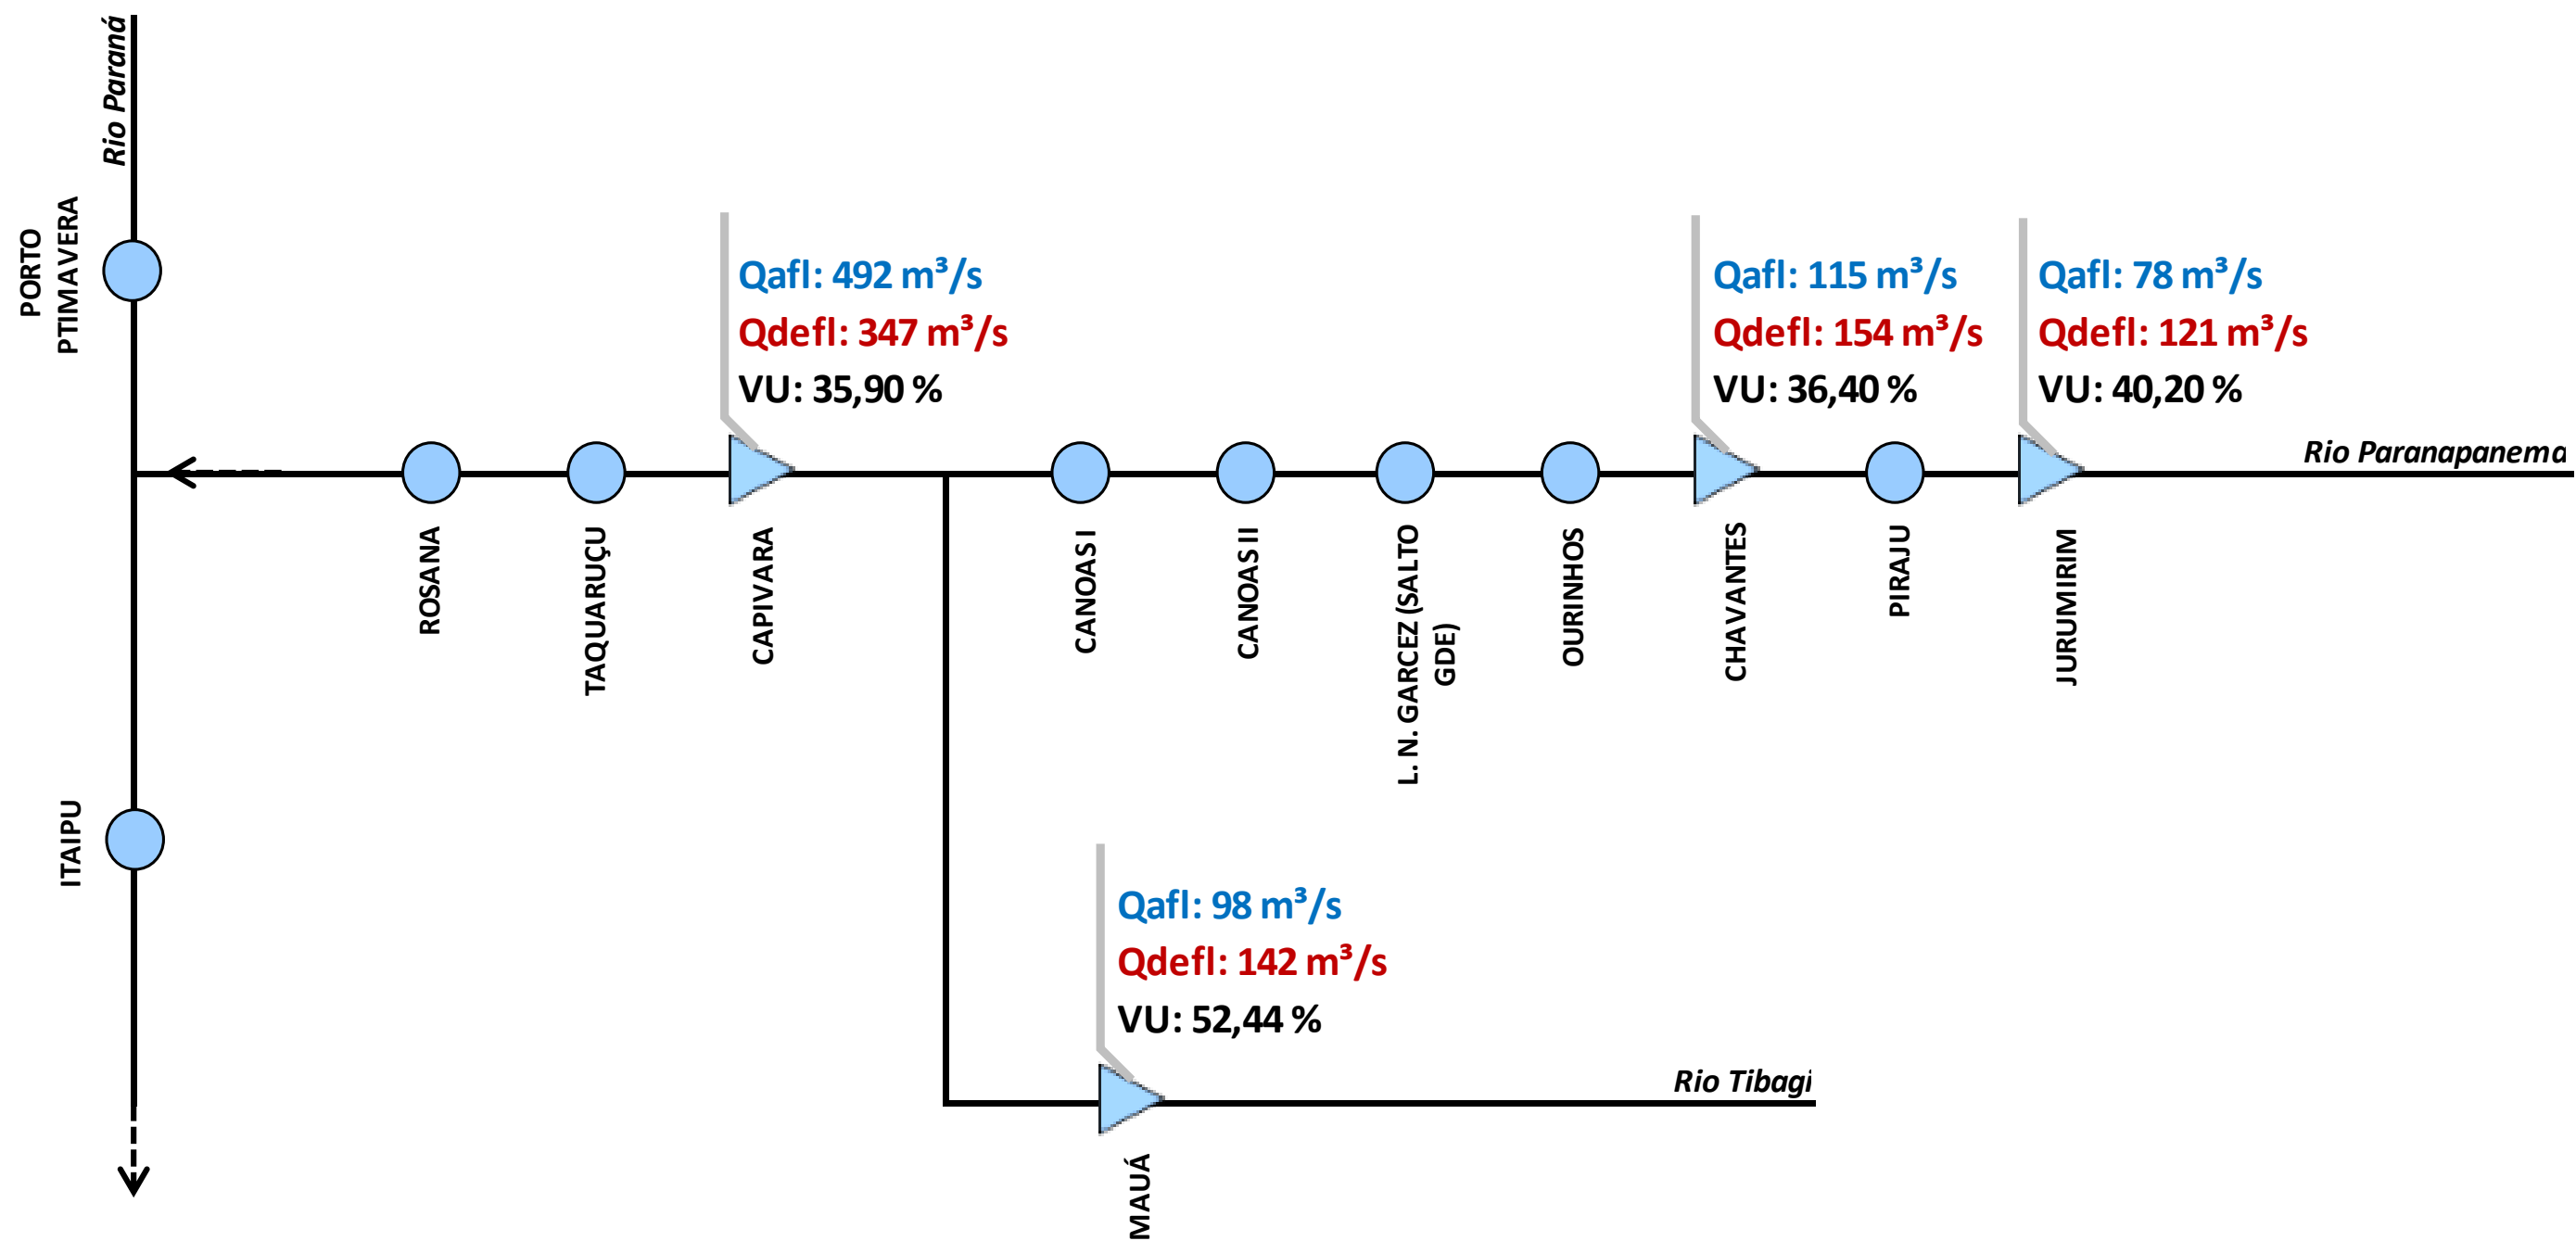 Rio Paraná
PORTO
PTIMAVERA
Qafl: 492 m³/s
Qdefl: 347 m³/s
VU: 35,90 %
Qafl: 115 m³/s
Qdefl: 154 m³/s
VU: 36,40 %
Qafl: 78 m³/s
Qdefl: 121 m³/s
VU: 40,20 %
Rio Paranapanema
ROSANA
TAQUARUÇU
CAPIVARA
CANOAS I
CANOAS II
L. N. GARCEZ (SALTO
GDE)
OURINHOS
CHAVANTES
PIRAJU
JURUMIRIM
ITAIPU
Qafl: 98 m³/s
Qdefl: 142 m³/s
VU: 52,44 %
Rio Tibagi
MAUÁ